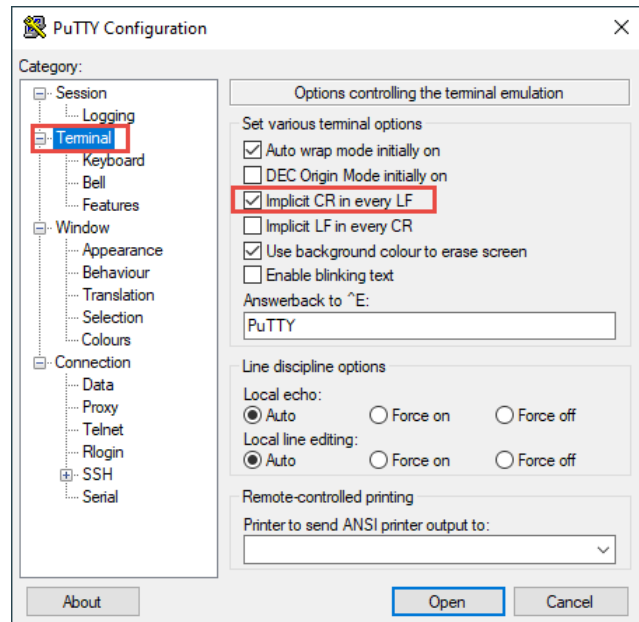 PuTTY Configuration
Category:
Session
Logging
Terminal
Keyboard
Bell
Features
Window
Appearance
Behaviour
Translation
Selection
Colours
Connection
Data
Proxy
Telnet
Rlogin
SSH
Serial
Options controlling the terminal emulation
Set various terminal options
Auto wrap mode initially on
DEC Origin Mode initially on
Implicit CR in every LF
Implicit LF in every CR
Use background colour to erase screen
Enable blinking text
Answerback to ^E:
PuTTY
Line discipline options
Local echo:
Auto Force on Force off
Local line editing:
Auto Force on Force off
Remote-controlled printing
Printer to send ANSI printer output to:
About Open Cancel